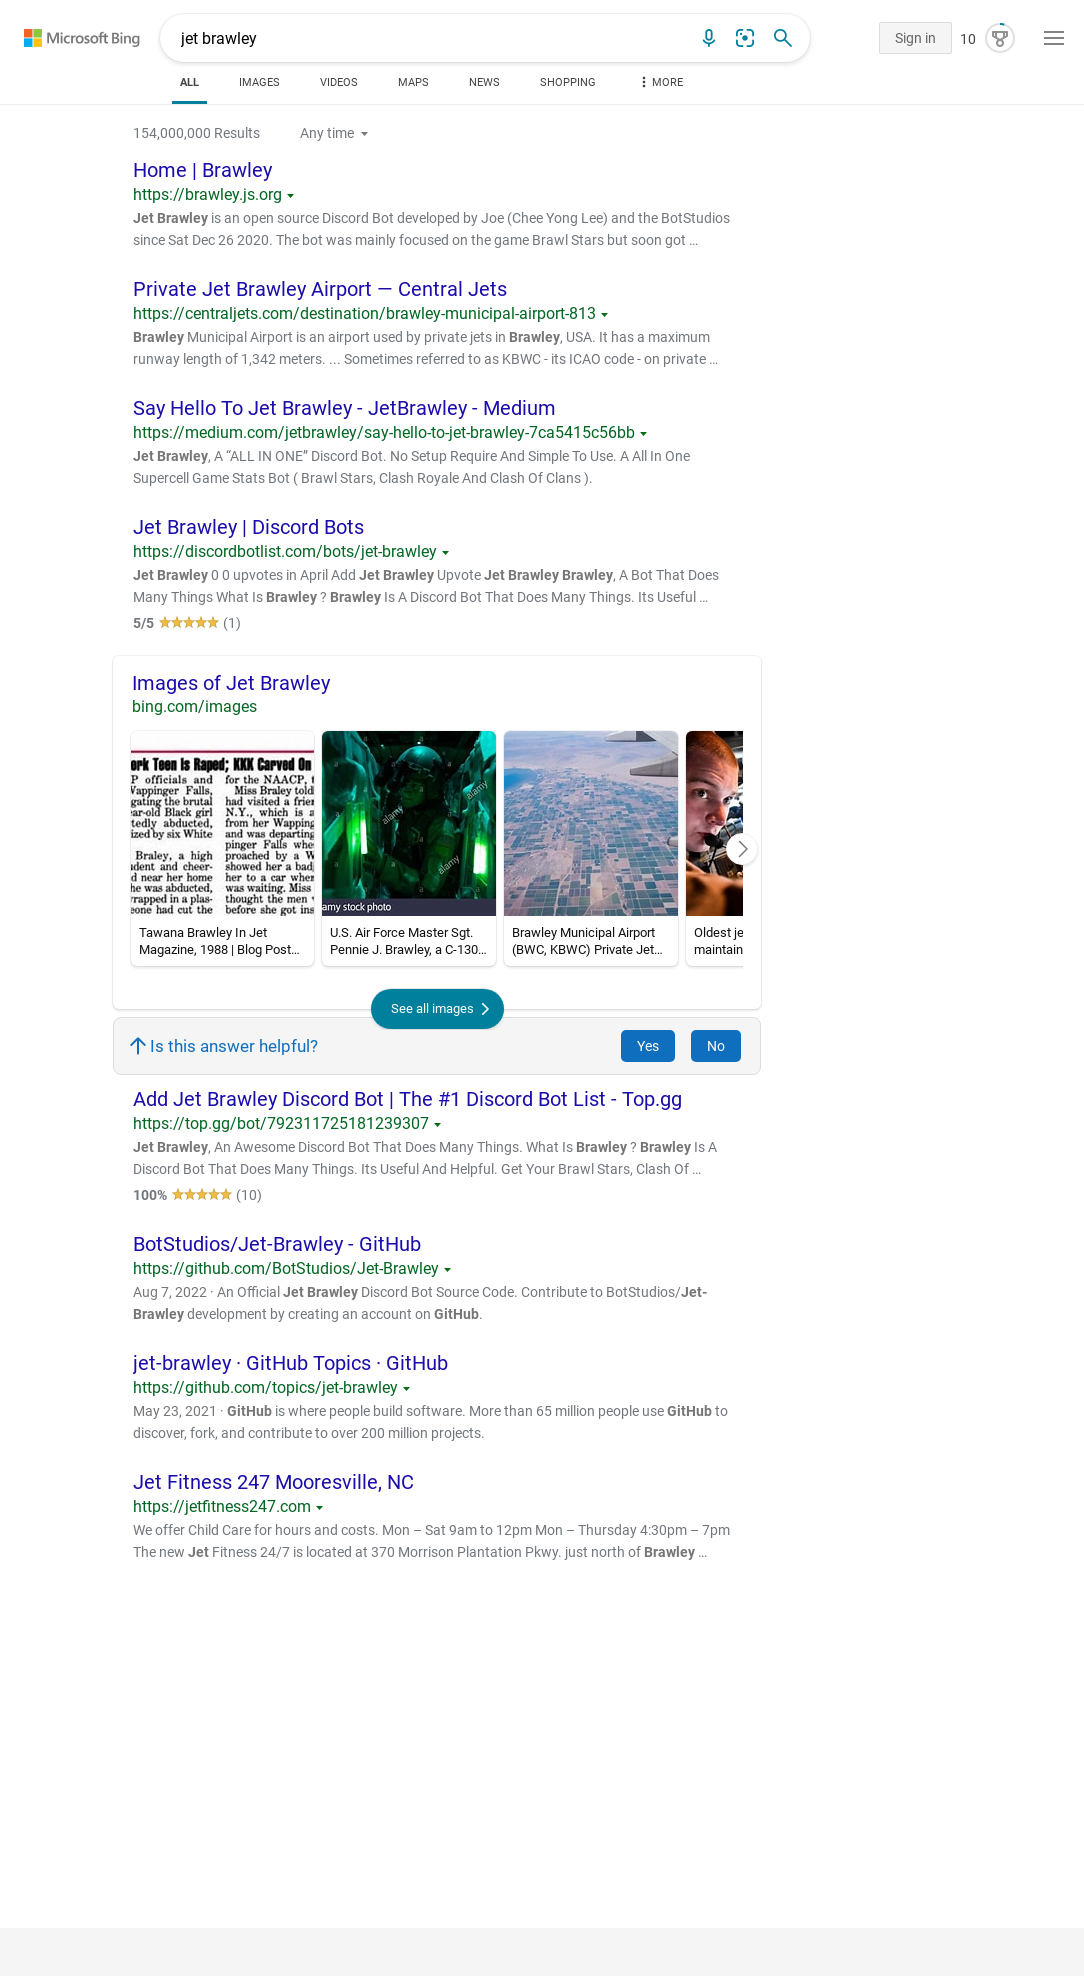 Microsoft Bing
jet brawley
Sign in
10
ALL
IMAGES
VIDEOS
MAPS
NEWS
SHOPPING
MORE
154,000,000 Results
Any time
Home | Brawley
https://brawley.js.org
Jet Brawley is an open source Discord Bot developed by Joe (Chee Yong Lee) and the BotStudios
since Sat Dec 26 2020. The bot was mainly focused on the game Brawl Stars but soon got …
Private Jet Brawley Airport — Central Jets
https://centraljets.com/destination/brawley-municipal-airport-813
Brawley Municipal Airport is an airport used by private jets in Brawley, USA. It has a maximum
runway length of 1,342 meters. ... Sometimes referred to as KBWC - its ICAO code - on private …
Say Hello To Jet Brawley - JetBrawley - Medium
https://medium.com/jetbrawley/say-hello-to-jet-brawley-7ca5415c56bb
Jet Brawley, A “ALL IN ONE” Discord Bot. No Setup Require And Simple To Use. A All In One
Supercell Game Stats Bot ( Brawl Stars, Clash Royale And Clash Of Clans ).
Jet Brawley | Discord Bots
https://discordbotlist.com/bots/jet-brawley
Jet Brawley 0 0 upvotes in April Add Jet Brawley Upvote Jet Brawley Brawley, A Bot That Does
Many Things What Is Brawley ? Brawley Is A Discord Bot That Does Many Things. Its Useful …
5/5 (1)
Images of Jet Brawley
bing.com/images
ork Teen Is Raped; KKK Carved On
P officials and
Wappinger Falls,
gating the brutal
ear-old Black girl
tedly abducted,
ized by six White
Braley, a high
dent and cheer-
d near her home
he was abducted,
wrapped in a plas-
eone had cut the
for the NAACP, t
Miss Braley told
had visited a frien
N.Y., which is a
from her Wapping
and was departing
pinger Falls whe
proached by a W
showed her a bad
her to a car wher
was waiting. Miss
thought the men w
before she got ins
alamy
alamy
alamy
amy stock photo
Tawana Brawley In Jet
Magazine, 1988 | Blog Post…
U.S. Air Force Master Sgt.
Pennie J. Brawley, a C-130…
Brawley Municipal Airport
(BWC, KBWC) Private Jet…
Oldest je
maintain
See all images
Is this answer helpful?
Yes
No
Add Jet Brawley Discord Bot | The #1 Discord Bot List - Top.gg
https://top.gg/bot/792311725181239307
Jet Brawley, An Awesome Discord Bot That Does Many Things. What Is Brawley ? Brawley Is A
Discord Bot That Does Many Things. Its Useful And Helpful. Get Your Brawl Stars, Clash Of …
100% (10)
BotStudios/Jet-Brawley - GitHub
https://github.com/BotStudios/Jet-Brawley
Aug 7, 2022 · An Official Jet Brawley Discord Bot Source Code. Contribute to BotStudios/Jet-
Brawley development by creating an account on GitHub.
jet-brawley · GitHub Topics · GitHub
https://github.com/topics/jet-brawley
May 23, 2021 · GitHub is where people build software. More than 65 million people use GitHub to
discover, fork, and contribute to over 200 million projects.
Jet Fitness 247 Mooresville, NC
https://jetfitness247.com
We offer Child Care for hours and costs. Mon – Sat 9am to 12pm Mon – Thursday 4:30pm – 7pm
The new Jet Fitness 24/7 is located at 370 Morrison Plantation Pkwy. just north of Brawley …